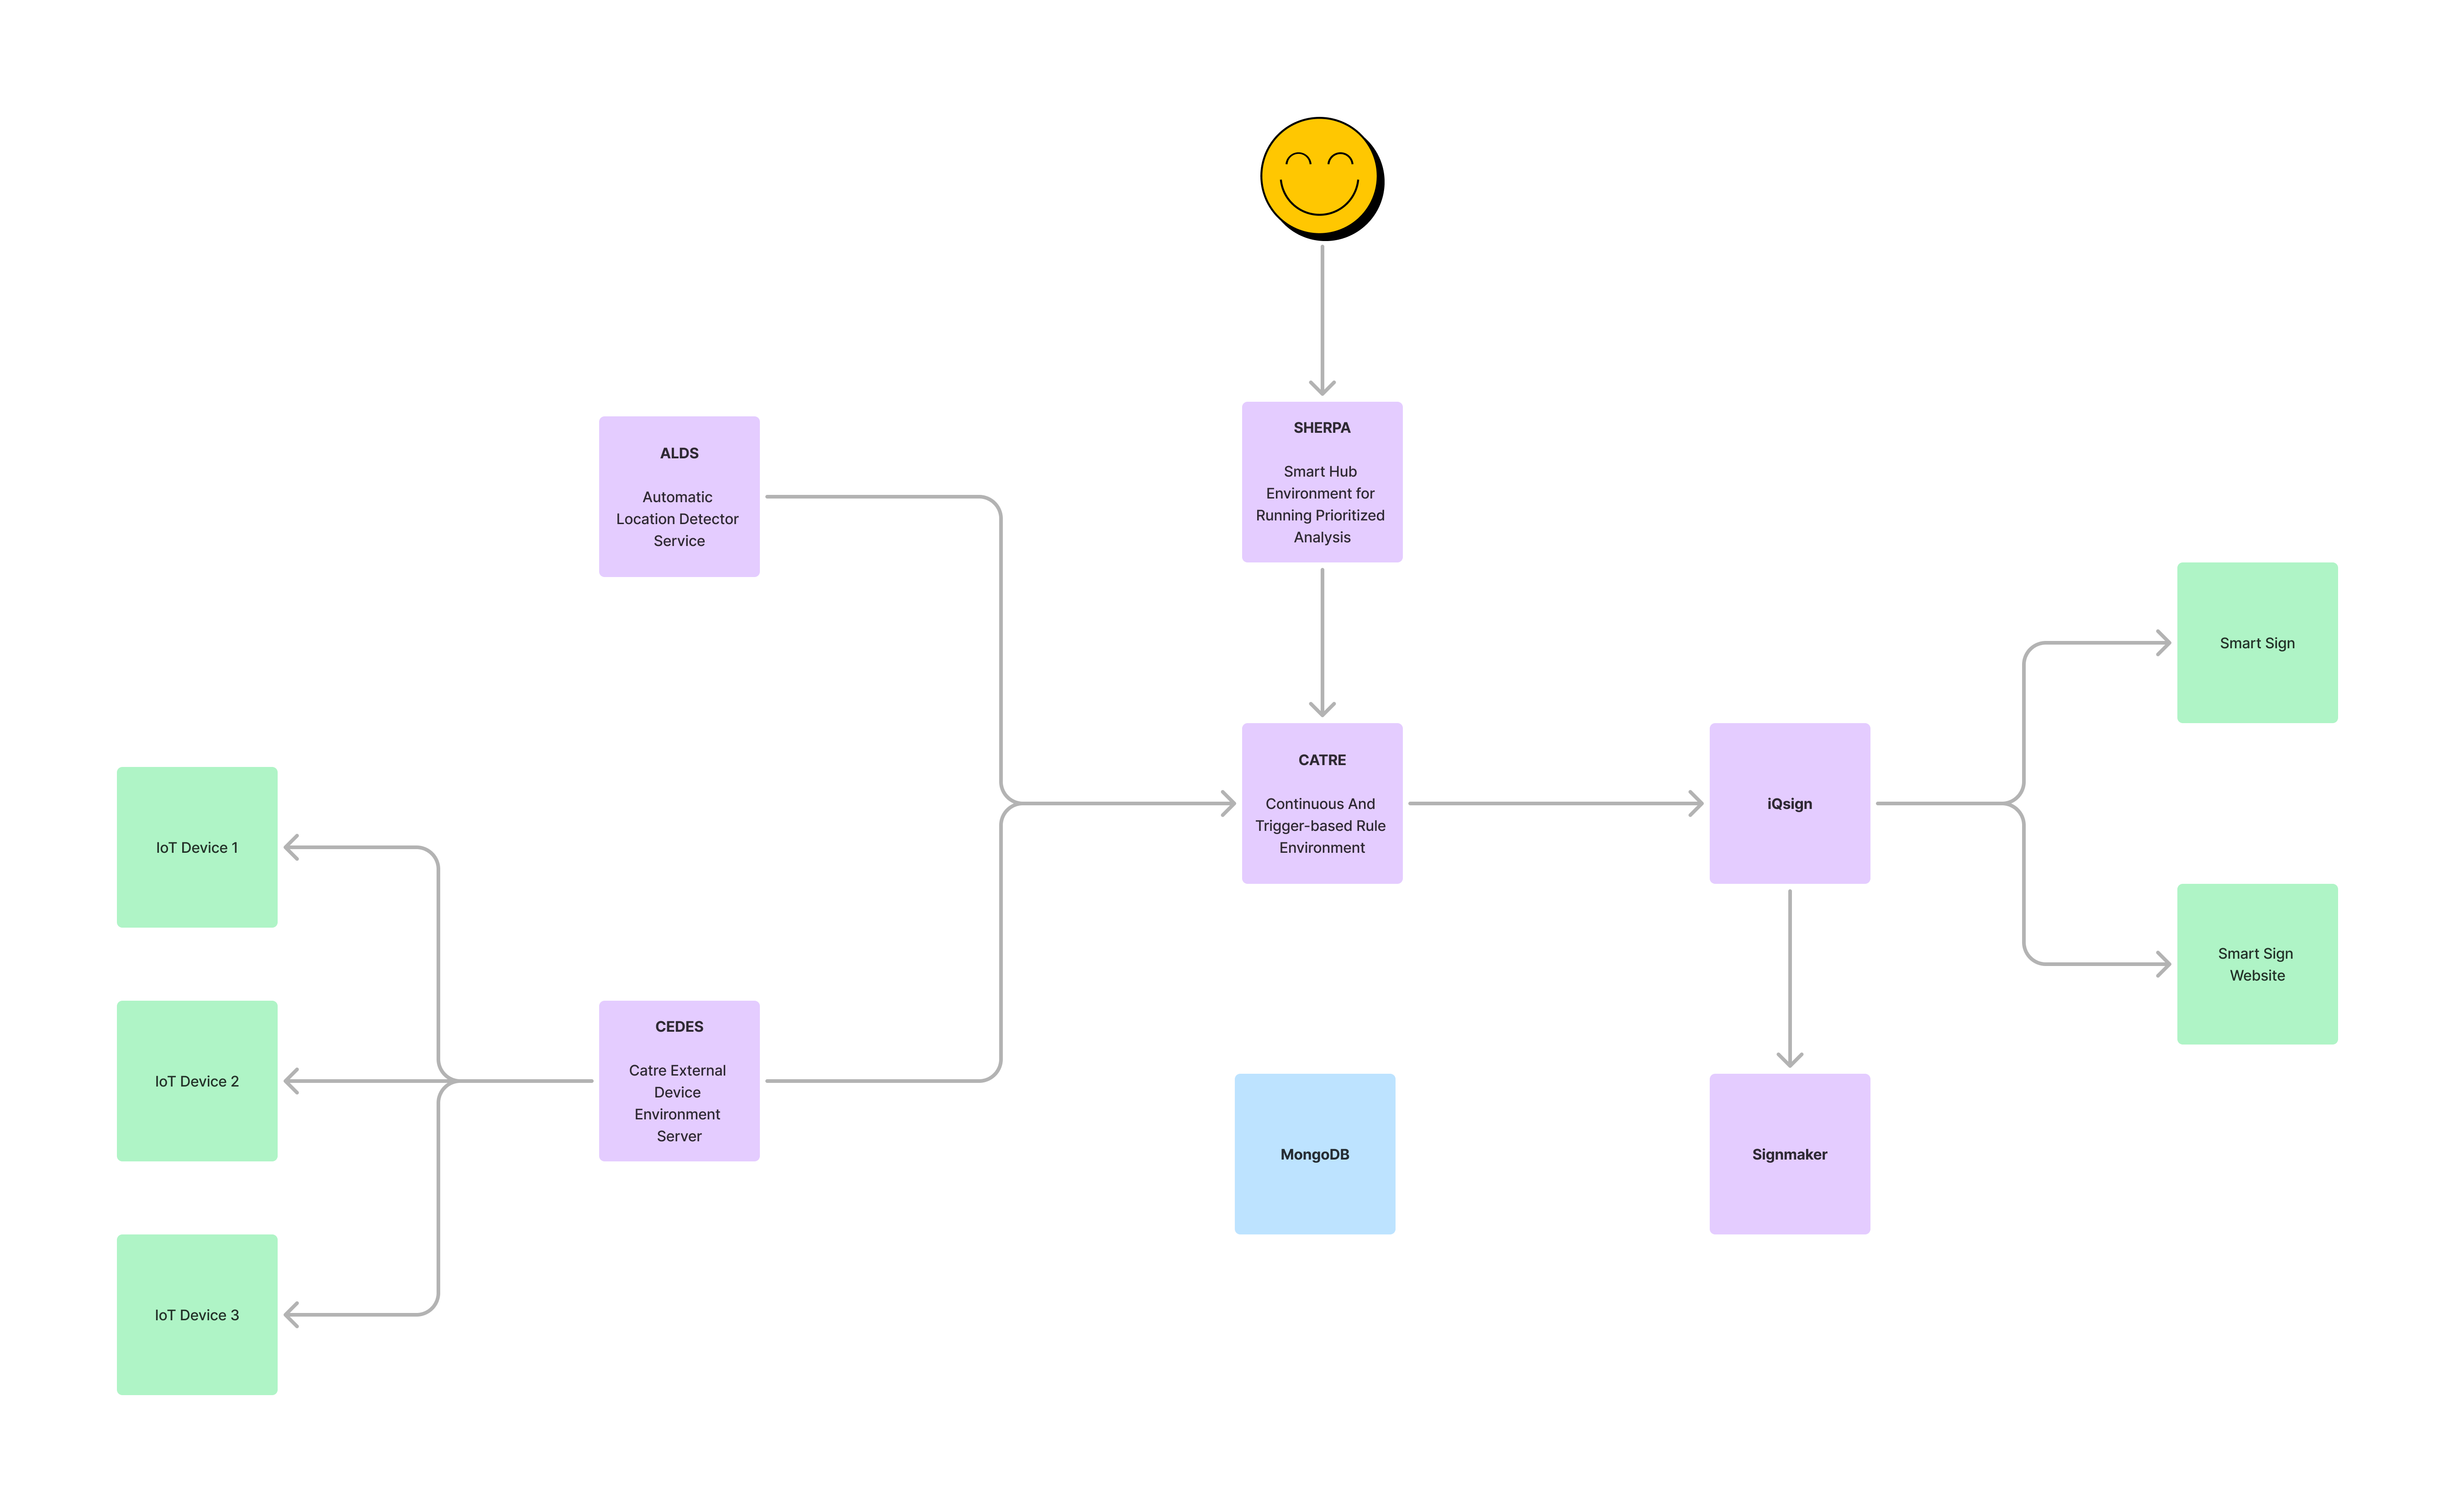 SHERPA
Smart Hub
Environment for
Running Prioritized
Analysis
ALDS
Automatic
Location Detector
Service
Smart Sign
CATRE
Continuous And
Trigger-based Rule
Environment
iQsign
IoT Device 1
Smart Sign
Website
CEDES
Catre External
Device
Environment
Server
IoT Device 2
MongoDB
Signmaker
IoT Device 3